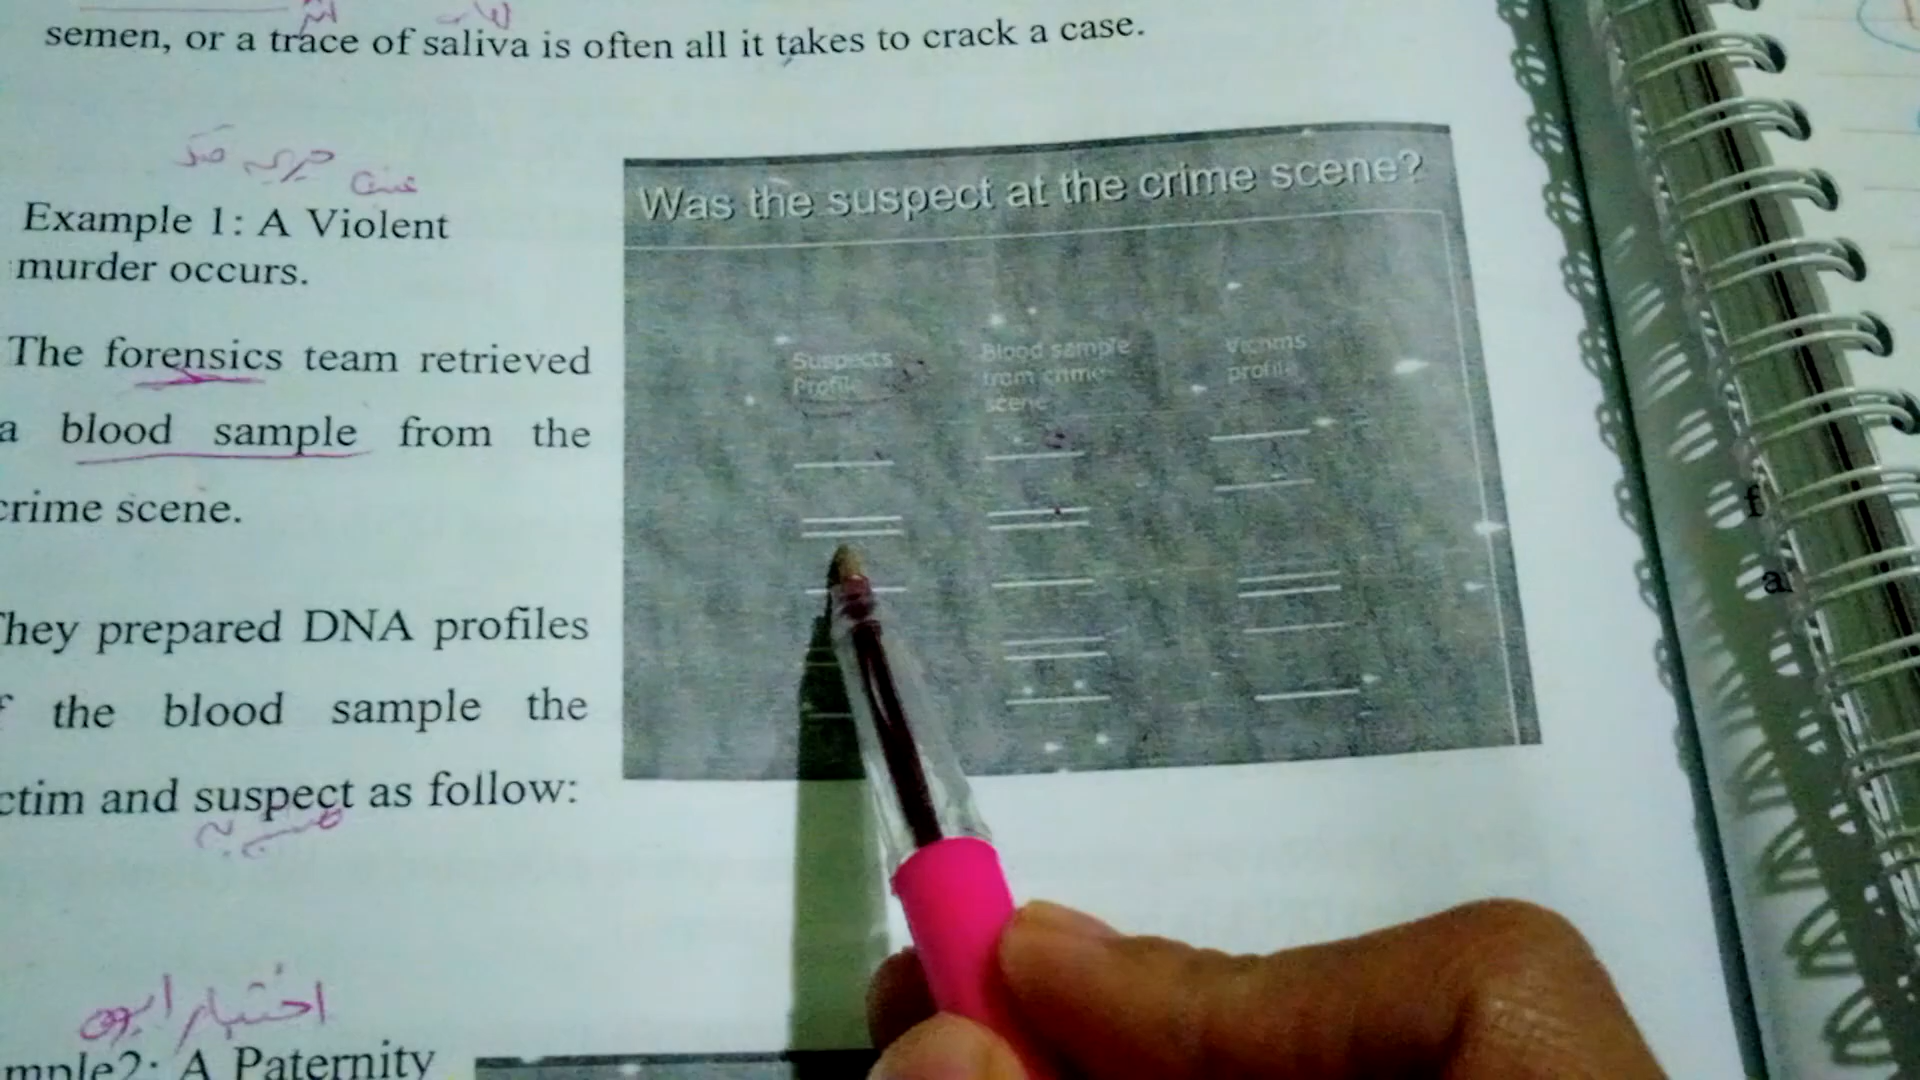 semen, or a trace of saliva is often all it takes to crack a case.
Example 1: A Violent
murder occurs.
The forensics team retrieved
a blood sample from the
crime scene.
They prepared DNA profiles
the blood sample the
ctim and suspect as follow:
Was the suspect at the crime scene?
Suspects
Profile
Blood sample
from crime
scene
Victims
profile
اختبار ابوي
mple2: A Paternity